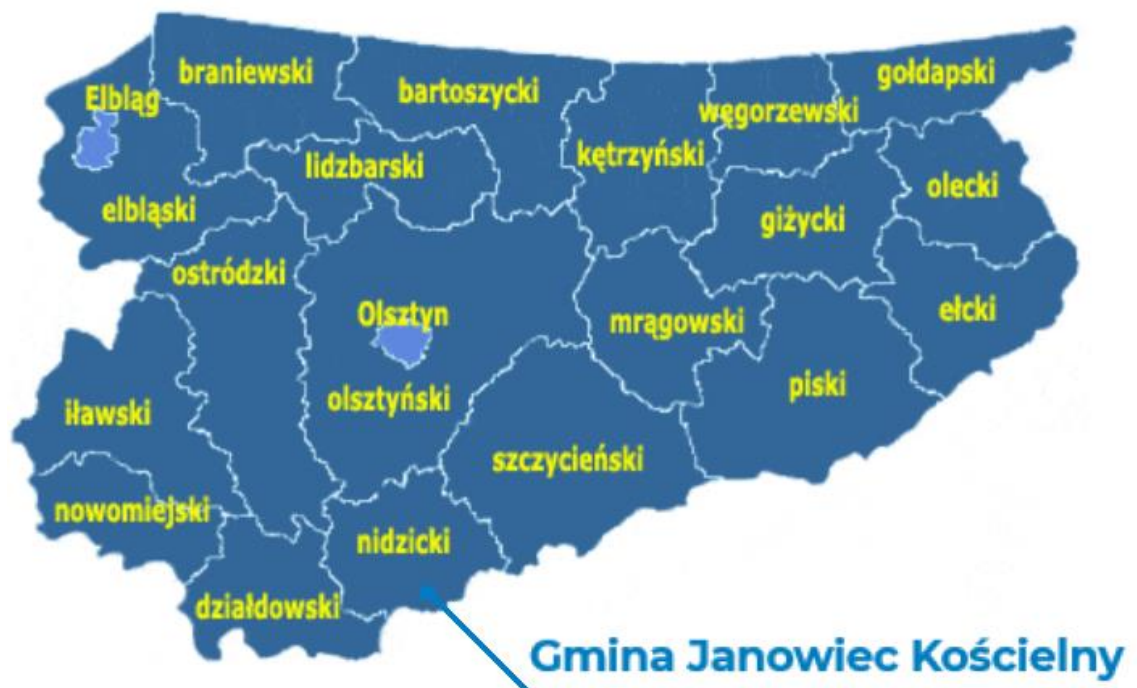 braniewski
bartoszycki
gołdapski
Elbląg
węgorzewski
kętrzyński
lidzbarski
olecki
elbląski
giżycki
ostródzki
Olsztyn
mrągowski
ełcki
piski
olsztyński
iławski
szczycieński
nowomiejski
nidzicki
działdowski
Gmina Janowiec Kościelny